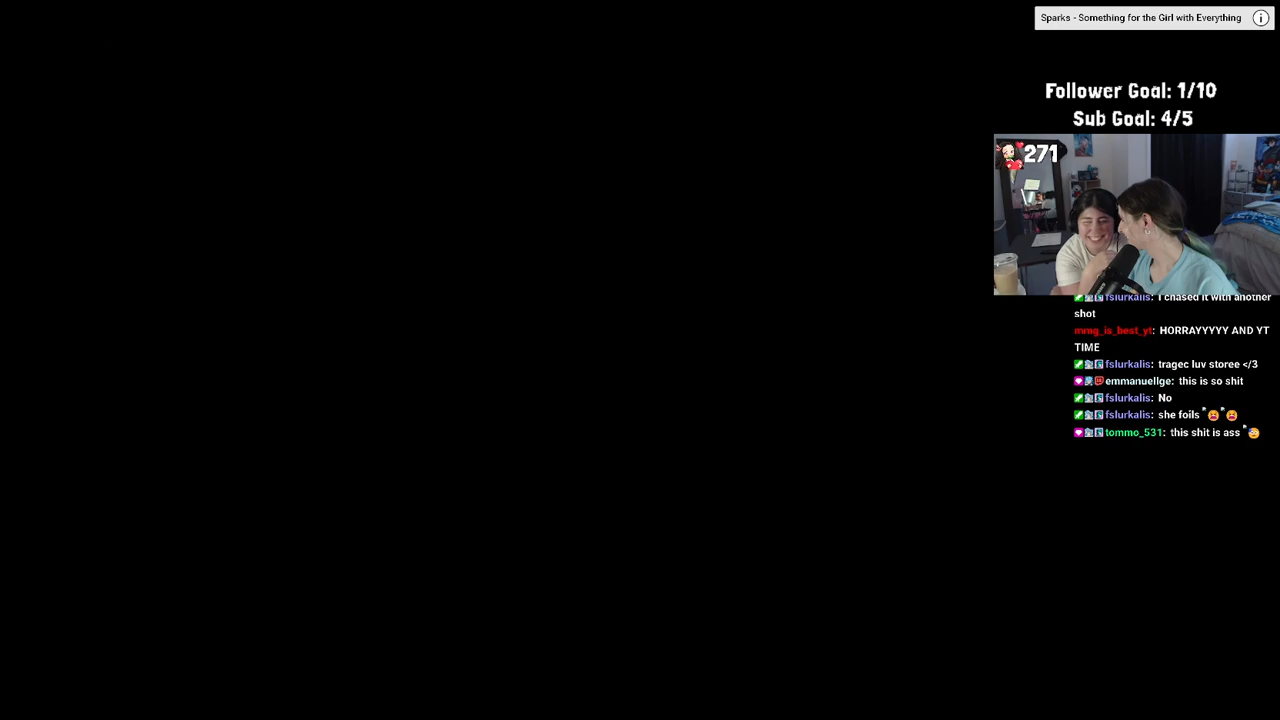 Sparks - Something for the Girl with Everything
Follower Goal: 1/10
Sub Goal: 4/5
271
fslurkalis: I chased it with another
shot
mmg_is_best_yt: HORRAYYYYY AND YT
TIME
fslurkalis: tragec luv storee </3
emmanuellge: this is so shit
fslurkalis: No
fslurkalis: she foils
tommo_531: this shit is ass